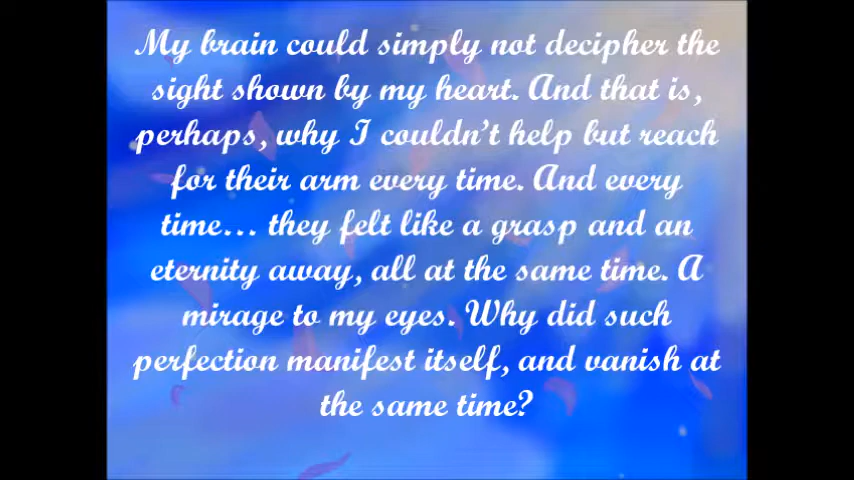 My brain could simply not decipher the
sight shown by my heart. And that is,
perhaps, why I couldn't help but reach
for their arm every time. And every
time... they felt like a grasp and an
eternity away, all at the same time. A
mirage to my eyes. Why did such
perfection manifest itself, and vanish at
the same time?